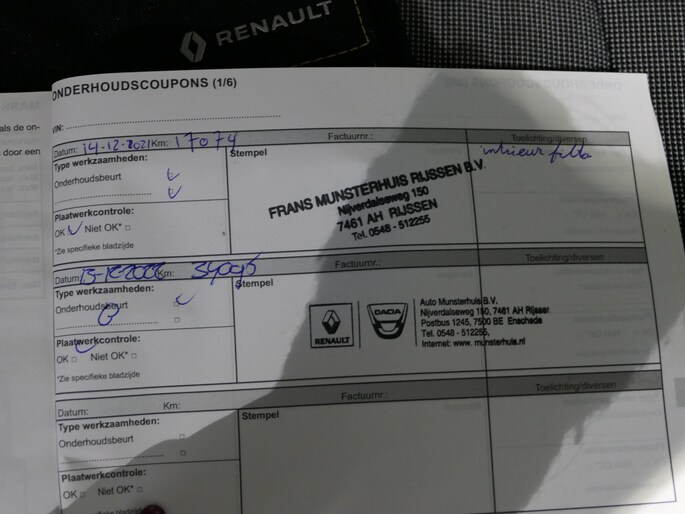 RENAULT
ONDERHOUDSCOUPONS (1/6)
als de on-
door een
VIN:
Datum: 14-12-2021 Km: 17074
Factuurnr.:
Toelichting/diversen
Type werkzaamheden:
Onderhoudsbeurt
Plaatwerkcontrole:
OK Niet OK*
*Zie specifieke bladzijde
Stempel
FRANS MUNSTERHUIS RIJSSEN B.V.
Nijverdalseweg 150
7461 AH RIJSSEN
Tel. 0548 - 512255
Datum:
Km:
Factuurnr.:
Toelichting/diversen
Type werkzaamheden:
Onderhoudsbeurt
Plaatwerkcontrole:
OK Niet OK*
*Zie specifieke bladzijde
Stempel
RENAULT
DACIA
Auto Munsterhuis B.V.
Nijverdalseweg 150, 7461 AH Rijssen
Postbus 1245, 7500 BE Enschede
Tel. 0548 - 512255,
Internet: www.munsterhuis.nl
Datum:
Km:
Factuurnr.:
Toelichting/diversen
Type werkzaamheden:
Onderhoudsbeurt
Plaatwerkcontrole:
OK Niet OK*
*Zie specifieke bladzijde
Stempel